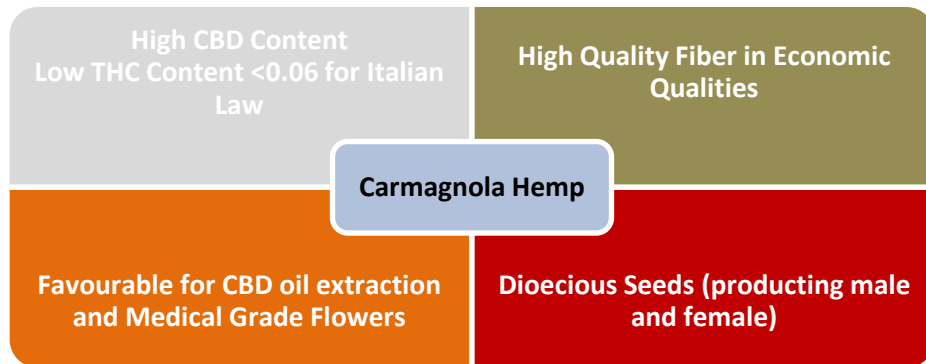 High CBD Content
Low THC Content <0.06 for Italian
Law
High Quality Fiber in Economic
Qualities
Carmagnola Hemp
Favourable for CBD oil extraction
and Medical Grade Flowers
Dioecious Seeds (producting male
and female)